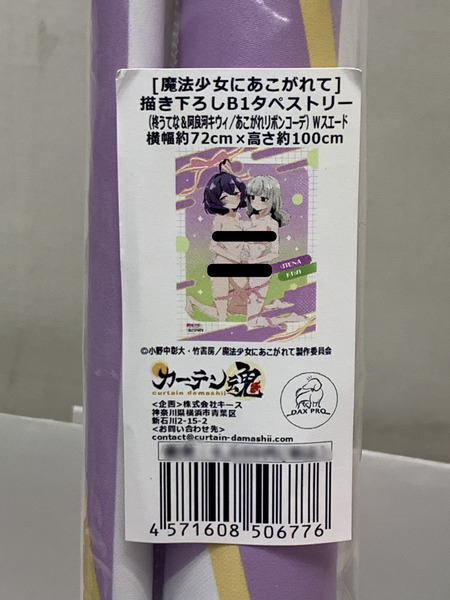 [魔法少女にあこがれて]
描き下ろしB1タペストリー
(柊うてな&阿良河キウィ/あこがれリボンコーデ)Wスエード
横幅約72cm×高さ約100cm
UTENA
KIWI
©小野中彰大・竹書房/魔法少女にあこがれて製作委員会
カーテン魂
curtain damashii
DAX PRO.
<企画>株式会社キース
神奈川県横浜市青葉区
新石川2-15-2
<お問い合わせ先>
contact@curtain-damashii.com
4 571608 506776